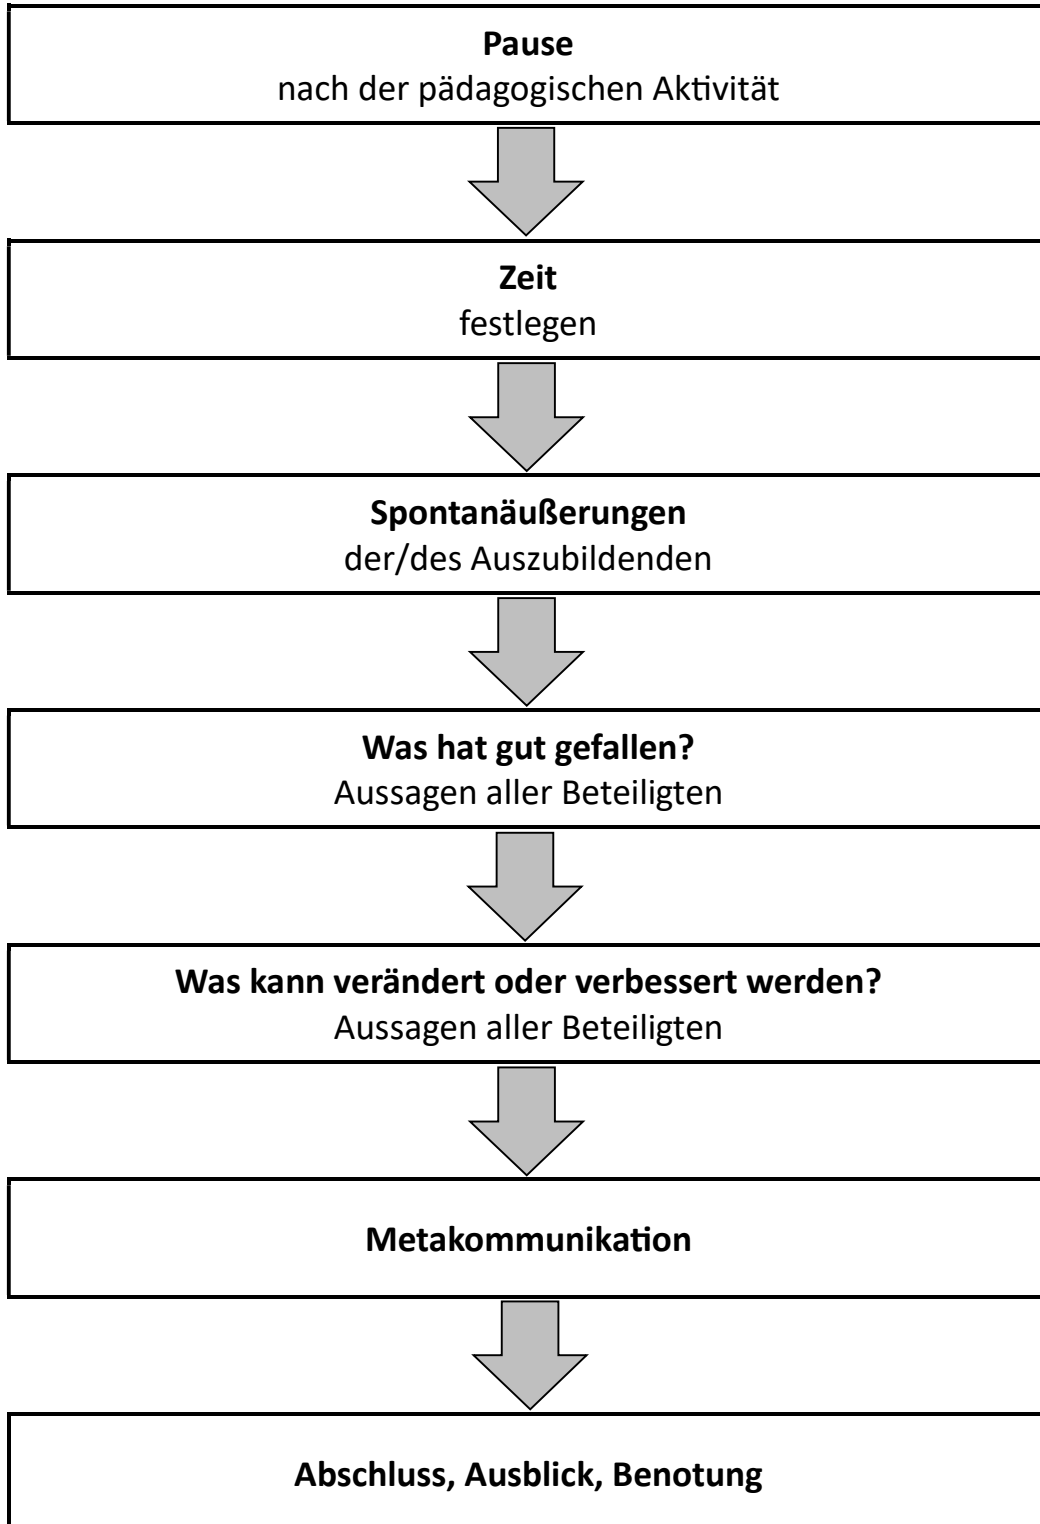 Pause
nach der pädagogischen Aktivität
Zeit
festlegen
Spontanäußerungen
der/des Auszubildenden
Was hat gut gefallen?
Aussagen aller Beteiligten
Was kann verändert oder verbessert werden?
Aussagen aller Beteiligten
Metakommunikation
Abschluss, Ausblick, Benotung